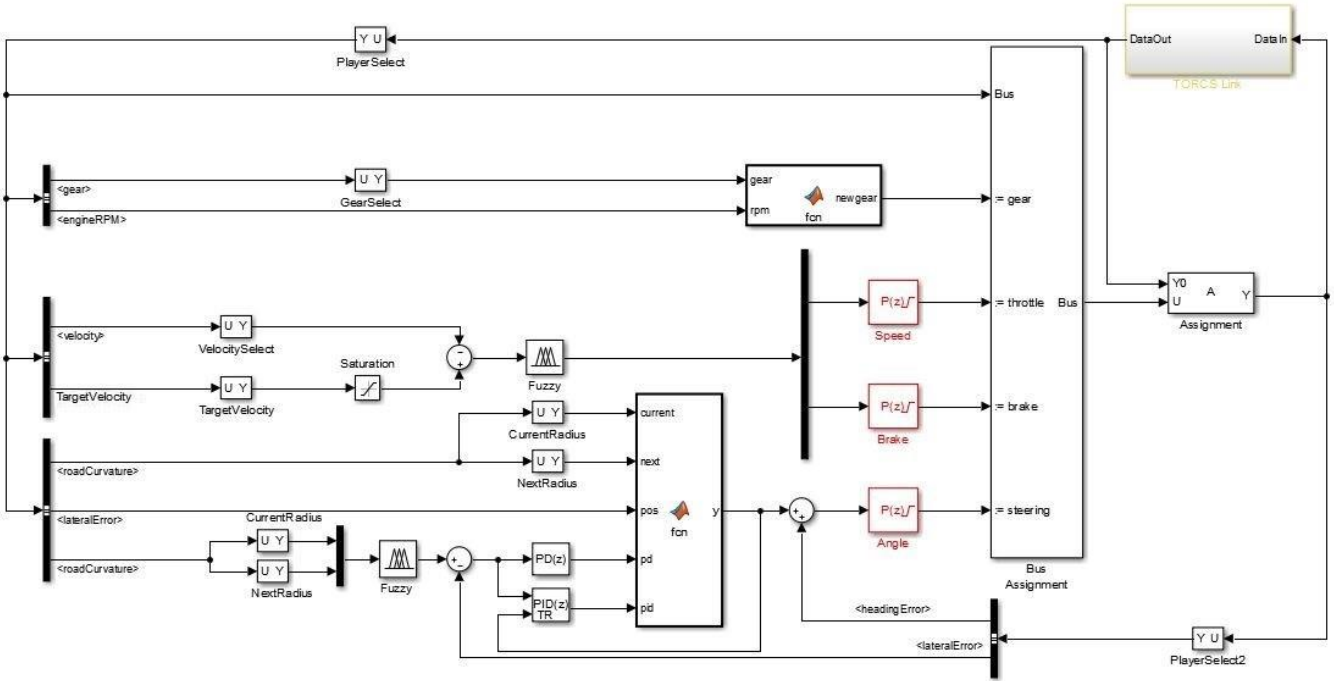 Y U
PlayerSelect
DataOut
DataIn
TORCS Link
Bus
<gear>
U Y
GearSelect
<engineRPM>
gear
rpm
newgear
fcn
:= gear
<velocity>
U Y
VelocitySelect
TargetVelocity
U Y
TargetVelocity
Saturation
-
+
Fuzzy
P(z)
Speed
:= throttle
Bus
Y0
U
A
Y
Assignment
P(z)
Brake
:= brake
U Y
CurrentRadius
<roadCurvature>
U Y
NextRadius
current
next
pos
pd
pid
y
fcn
<lateralError>
CurrentRadius
U Y
<roadCurvature>
U Y
NextRadius
Fuzzy
+
-
PD(z)
PID(z)
TR
+
+
P(z)
Angle
:= steering
Bus
Assignment
<headingError>
<lateralError>
Y U
PlayerSelect2